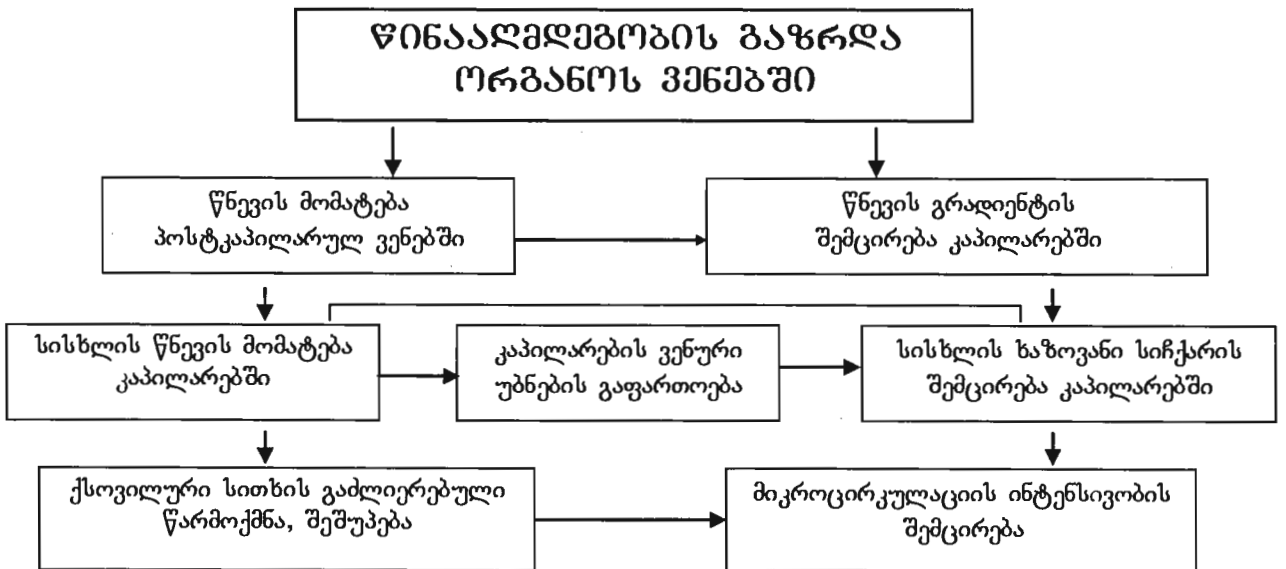 წინააღმდეგობის გაზრდა
ორგანოს ვენებში
წნევის მომატება
პოსტკაპილარულ ვენებში
წნევის გრადიენტის
შემცირება კაპილარებში
სისხლის წნევის მომატება
კაპილარებში
კაპილარების ვენური
უბნების გაფართოება
სისხლის ხაზოვანი სიჩქარის
შემცირება კაპილარებში
ქსოვილური სითხის გაძლიერებული
წარმოქმნა, შეშუპება
მიკროცირკულაციის ინტენსივობის
შემცირება